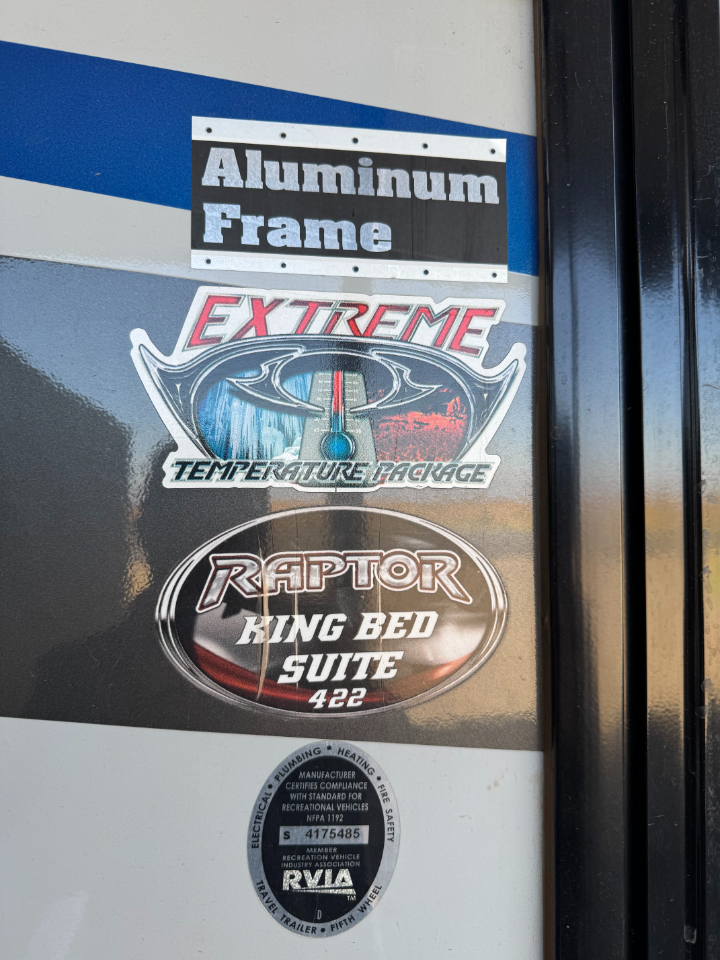 Aluminum
Frame
EXTREME
TEMPERATURE PACKAGE
RAPTOR
KING BED
SUITE
422
ELECTRICAL • PLUMBING • HEATING • FIRE SAFETY
MANUFACTURER
CERTIFIES COMPLIANCE
WITH STANDARD FOR
RECREATIONAL VEHICLES
NFPA 1192
S 4175485
MEMBER
RECREATION VEHICLE
INDUSTRY ASSOCIATION
RVIA
TM
D
TRAVEL TRAILER • FIFTH WHEEL